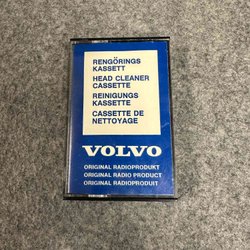 RENGÖRINGS
KASSETT
HEAD CLEANER
CASSETTE
REINIGUNGS
KASSETTE
CASSETTE DE
NETTOYAGE
VOLVO
ORIGINAL RADIOPRODUKT
ORIGINAL RADIO PRODUCT
ORIGINAL RADIOPRODUIT